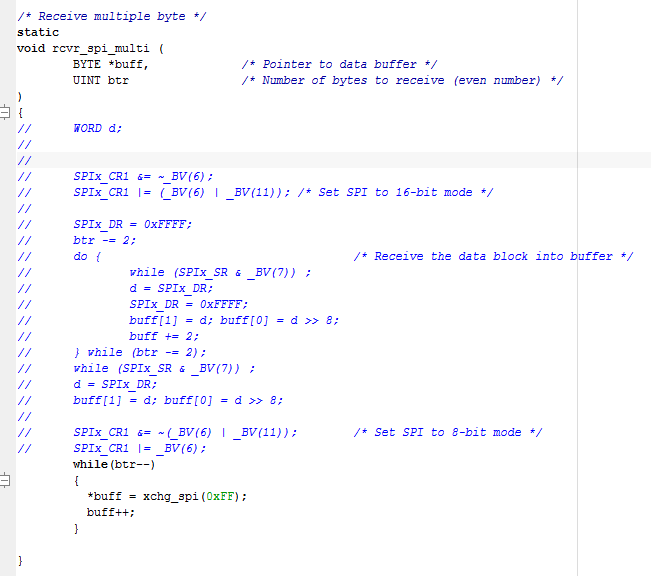 /* Receive multiple byte */
static
void rcvr_spi_multi (
        BYTE *buff,             /* Pointer to data buffer */
        UINT btr                /* Number of bytes to receive (even number) */
)
{
//      WORD d;
//
//
//      SPIx_CR1 &= ~_BV(6);
//      SPIx_CR1 |= (_BV(6) | _BV(11)); /* Set SPI to 16-bit mode */
//
//      SPIx_DR = 0xFFFF;
//      btr -= 2;
//      do {                                    /* Receive the data block into buffer */
//              while (SPIx_SR & _BV(7)) ;
//              d = SPIx_DR;
//              SPIx_DR = 0xFFFF;
//              buff[1] = d; buff[0] = d >> 8;
//              buff += 2;
//      } while (btr -= 2);
//      while (SPIx_SR & _BV(7)) ;
//      d = SPIx_DR;
//      buff[1] = d; buff[0] = d >> 8;
//
//      SPIx_CR1 &= ~(_BV(6) | _BV(11));        /* Set SPI to 8-bit mode */
//      SPIx_CR1 |= _BV(6);
        while(btr--)
        {
          *buff = xchg_spi(0xFF);
          buff++;
        }
}